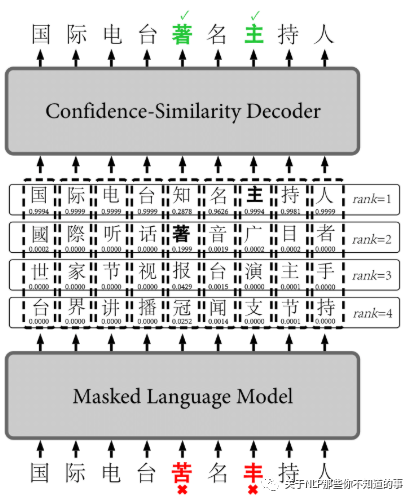 国 际 电 台 著 名 主 持 人
Confidence-Similarity Decoder
国 际 电 台 知 名 主 持 人 rank=1
0.9994 0.9999 0.9999 0.9999 0.2878 0.9626 0.9994 0.9981 0.9999
國 際 听 话 著 音 广 目 者 rank=2
0.0002 0.0000 0.0000 0.0000 0.1999 0.0019 0.0002 0.0002 0.0000
世 家 节 视 报 台 演 主 手 rank=3
0.0000 0.0000 0.0000 0.0000 0.0429 0.0015 0.0000 0.0001 0.0000
台 界 讲 播 冠 闻 支 节 持 rank=4
0.0000 0.0000 0.0000 0.0000 0.0252 0.0014 0.0000 0.0001 0.0000
Masked Language Model
国 际 电 台 苦 名 丰 持 人
关于NLP那些你不知道的事